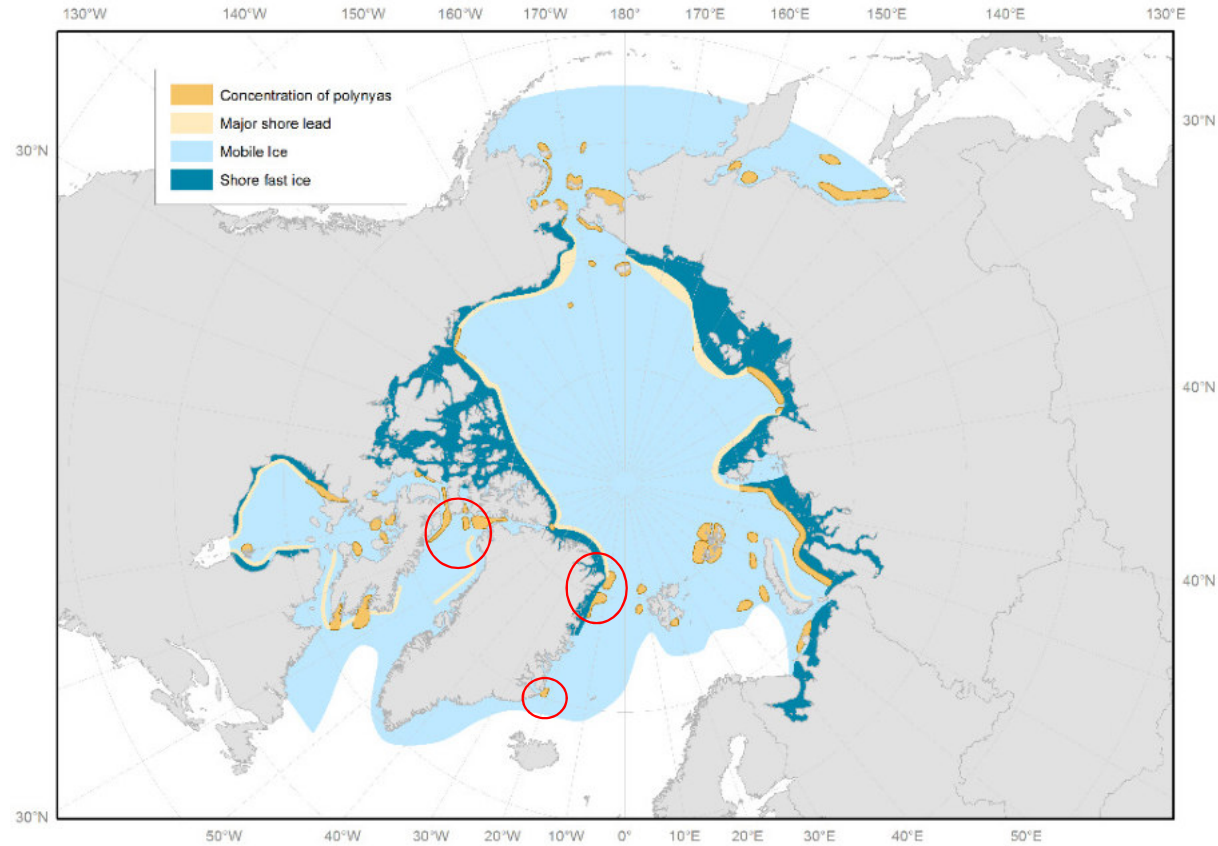 130°W 140°W 150°W 160°W 170°W 180° 170°E 160°E 150°E 140°E 130°E
Concentration of polynyas
Major shore lead
Mobile Ice
Shore fast ice
30°N 30°N
40°N
40°N
30°N
50°W 40°W 30°W 20°W 10°W 0° 10°E 20°E 30°E 40°E 50°E